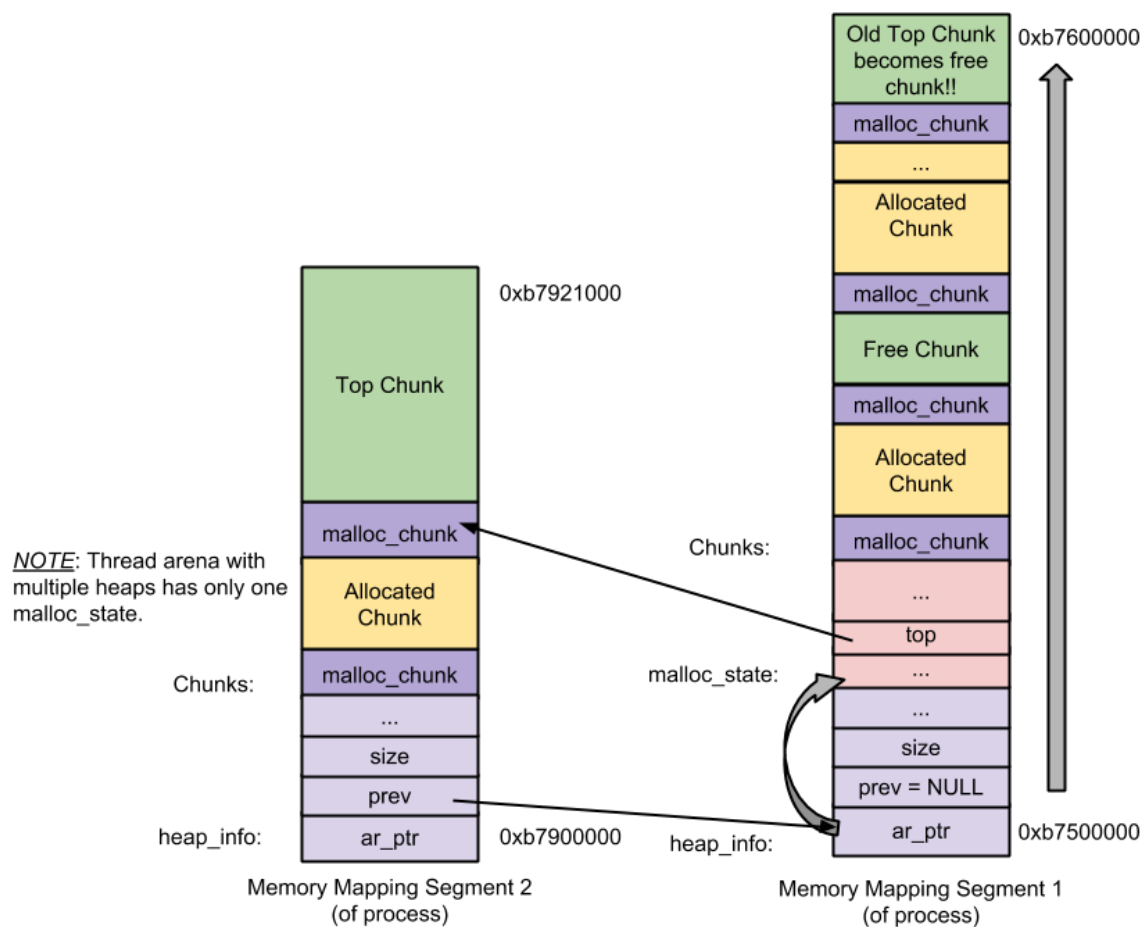 0xb7921000
Top Chunk
malloc_chunk
NOTE: Thread arena with
multiple heaps has only one
malloc_state.
Allocated
Chunk
malloc_chunk
Chunks:
...
size
prev
heap_info:
ar_ptr
0xb7900000
Memory Mapping Segment 2
(of process)
Old Top Chunk
becomes free
chunk!!
0xb7600000
malloc_chunk
...
Allocated
Chunk
malloc_chunk
Free Chunk
malloc_chunk
Allocated
Chunk
Chunks:
malloc_chunk
...
top
malloc_state:
...
...
size
prev = NULL
heap_info:
ar_ptr
0xb7500000
Memory Mapping Segment 1
(of process)